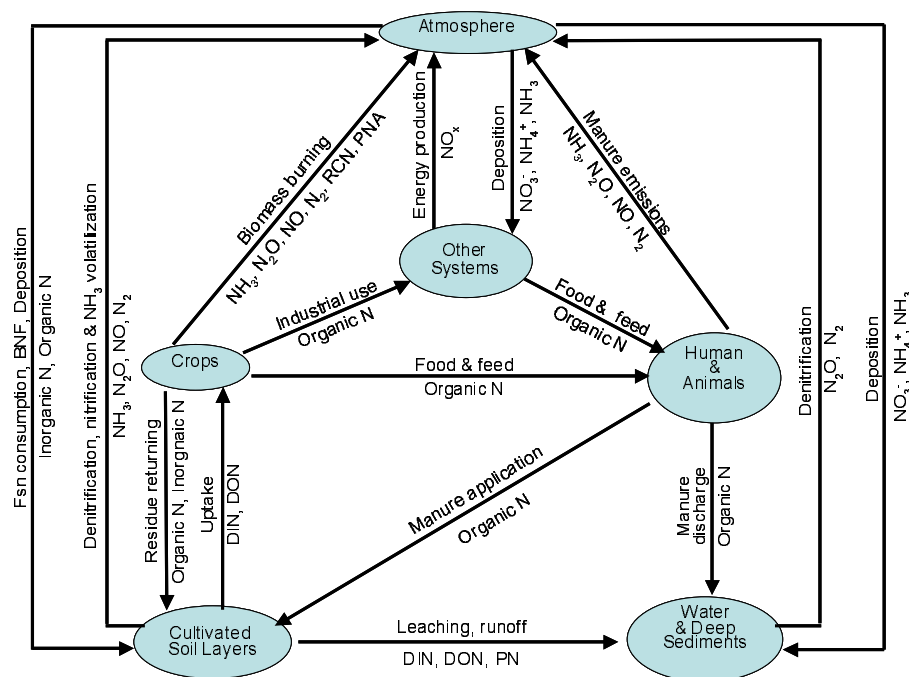 Atmosphere
Fsn consumption, BNF, Deposition
Inorganic N, Organic N
Denitrification, nitrification & NH3 volatilization
NH3, N2O, NO, N2
Biomass burning
NH3, N2O, NO, N2, RCN, PNA
Energy production
NOx
Deposition
NO3-, NH4+, NH3
Manure emissions
NH3, N2O, NO, N2
Denitrification
N2O, N2
Deposition
NO3-, NH4+, NH3
Other
Systems
Industrial use
Organic N
Food & feed
Organic N
Crops
Food & feed
Organic N
Human
&
Animals
Residue returning
Organic N, Inorgnaic N
Uptake
DIN, DON
Manure application
Organic N
Manure
discharge
Organic N
Cultivated
Soil Layers
Leaching, runoff
DIN, DON, PN
Water
& Deep
Sediments